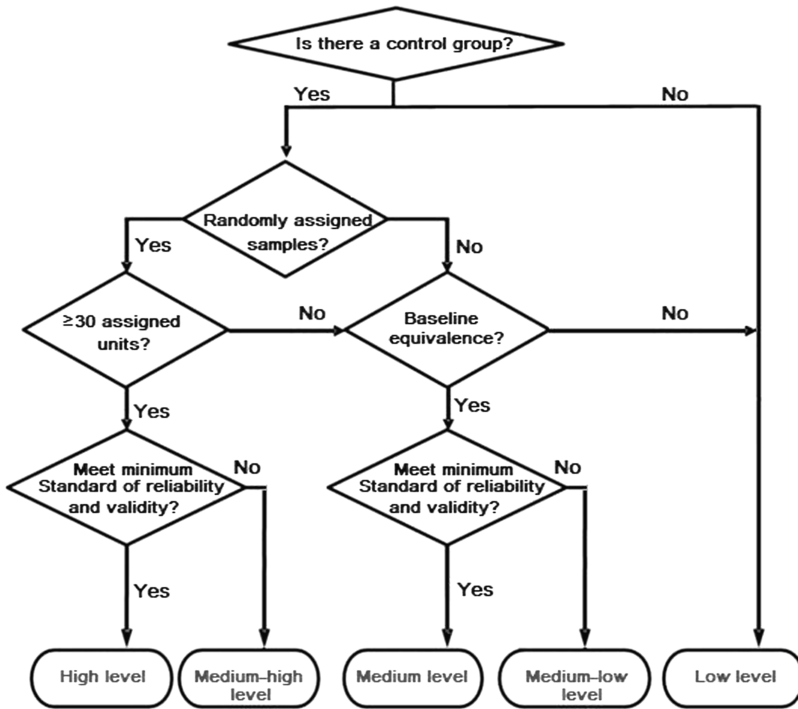 Is there a control group?
Yes
No
Randomly assigned
samples?
Yes
No
≥30 assigned
units?
No
Baseline
equivalence?
No
Yes
Yes
Meet minimum
Standard of reliability
and validity?
No
Meet minimum
Standard of reliability
and validity?
No
Yes
Yes
High level
Medium–high
level
Medium level
Medium–low
level
Low level